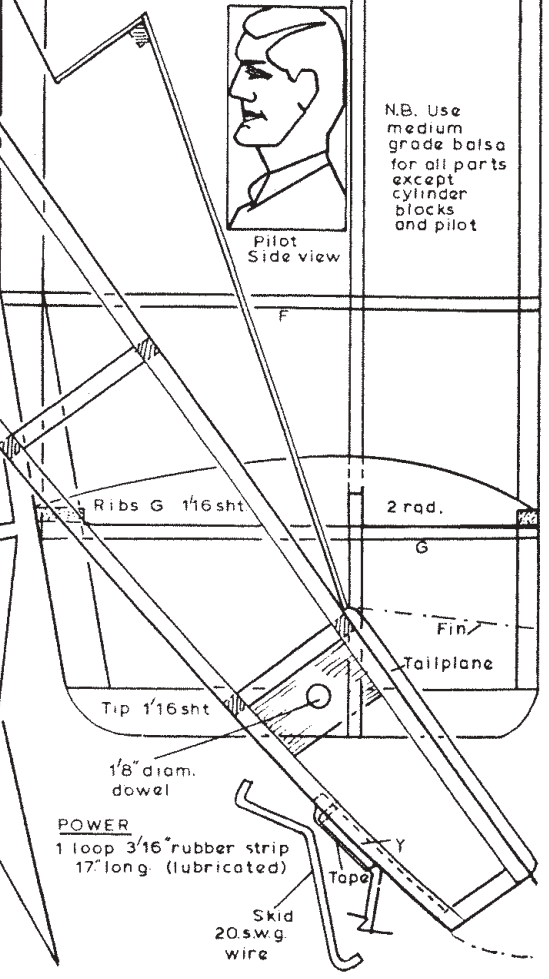 N.B. Use
medium
grade balsa
for all parts
except
cylinder
blocks
and pilot
Pilot
Side view
F
Ribs G 1/16 sht
2 rad.
G
Fin
Tailplane
Tip 1/16 sht
1/8" diam.
dowel
POWER
1 loop 3/16" rubber strip
17" long. (lubricated)
Y
Tape
Skid
20.s.w.g.
wire